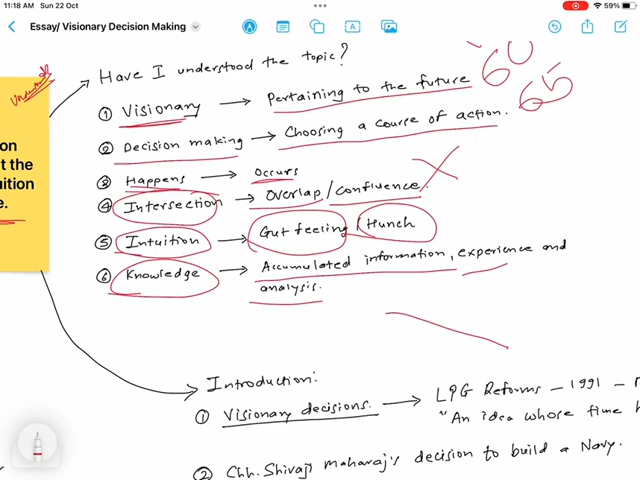 11:18 AM Sun 22 Oct
59%
Essay/ Visionary Decision Making
60
65
Have I understood the topic?
① Visionary → Pertaining to the future
② Decision making → Choosing a course of action.
③ Happens → Occurs
④ Intersection → Overlap / Confluence
⑤ Intuition → Gut feeling / Hunch
⑥ Knowledge → Accumulated information, experience and
analysis.
on
t the
uition
e.
Introduction:
① Visionary decisions. → LPG Reforms - 1991 -
"An idea whose time
② Chh. Shivaji Maharaj's decision to build a Navy.